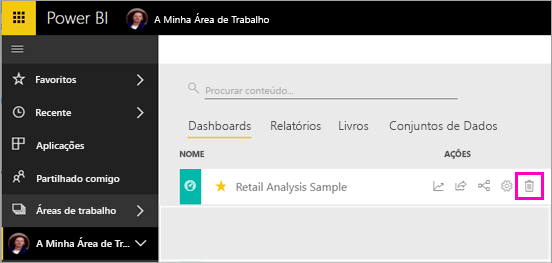 Power BI A Minha Área de Trabalho
Favoritos
Recente
Aplicações
Partilhado comigo
Áreas de trabalho
A Minha Área de Tr...
Procurar conteúdo...
Dashboards Relatórios Livros Conjuntos de Dados
NOME AÇÕES
Retail Analysis Sample